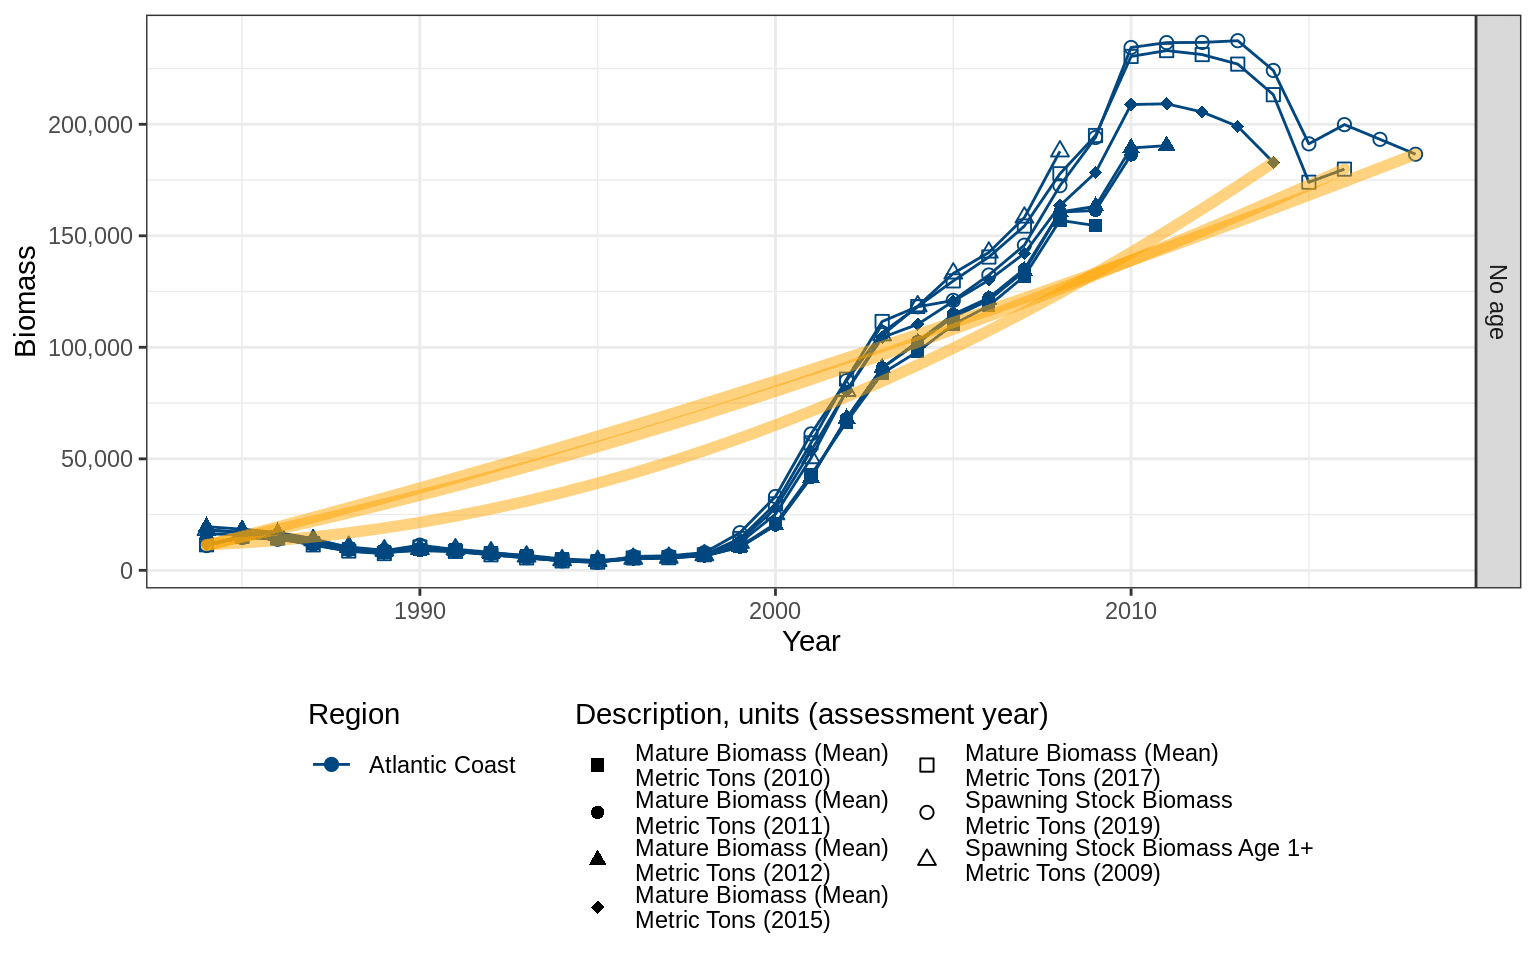 200,000
150,000
100,000
50,000
0
Biomass
No age
1990 2000 2010
Year
Region
Atlantic Coast
Description, units (assessment year)
Mature Biomass (Mean)
Metric Tons (2010)
Mature Biomass (Mean)
Metric Tons (2011)
Mature Biomass (Mean)
Metric Tons (2012)
Mature Biomass (Mean)
Metric Tons (2015)
Mature Biomass (Mean)
Metric Tons (2017)
Spawning Stock Biomass
Metric Tons (2019)
Spawning Stock Biomass Age 1+
Metric Tons (2009)